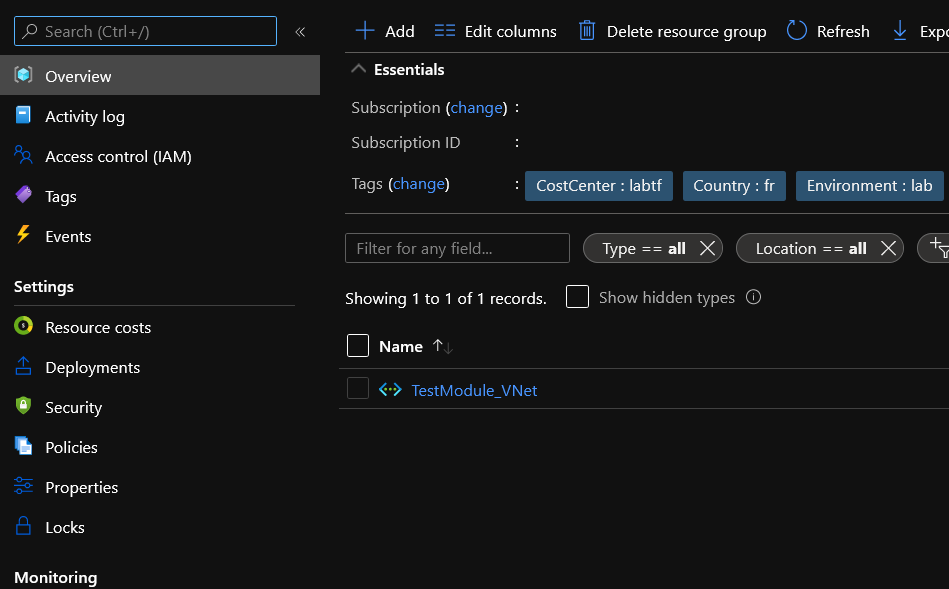 Search (Ctrl+/)
«
Overview
Activity log
Access control (IAM)
Tags
Events
Settings
Resource costs
Deployments
Security
Policies
Properties
Locks
Monitoring
Add Edit columns Delete resource group Refresh Expo
Essentials
Subscription (change) :
Subscription ID :
Tags (change) : CostCenter : labtf Country : fr Environment : lab
Filter for any field... Type == all Location == all
Showing 1 to 1 of 1 records. Show hidden types
Name ↑↓
TestModule_VNet